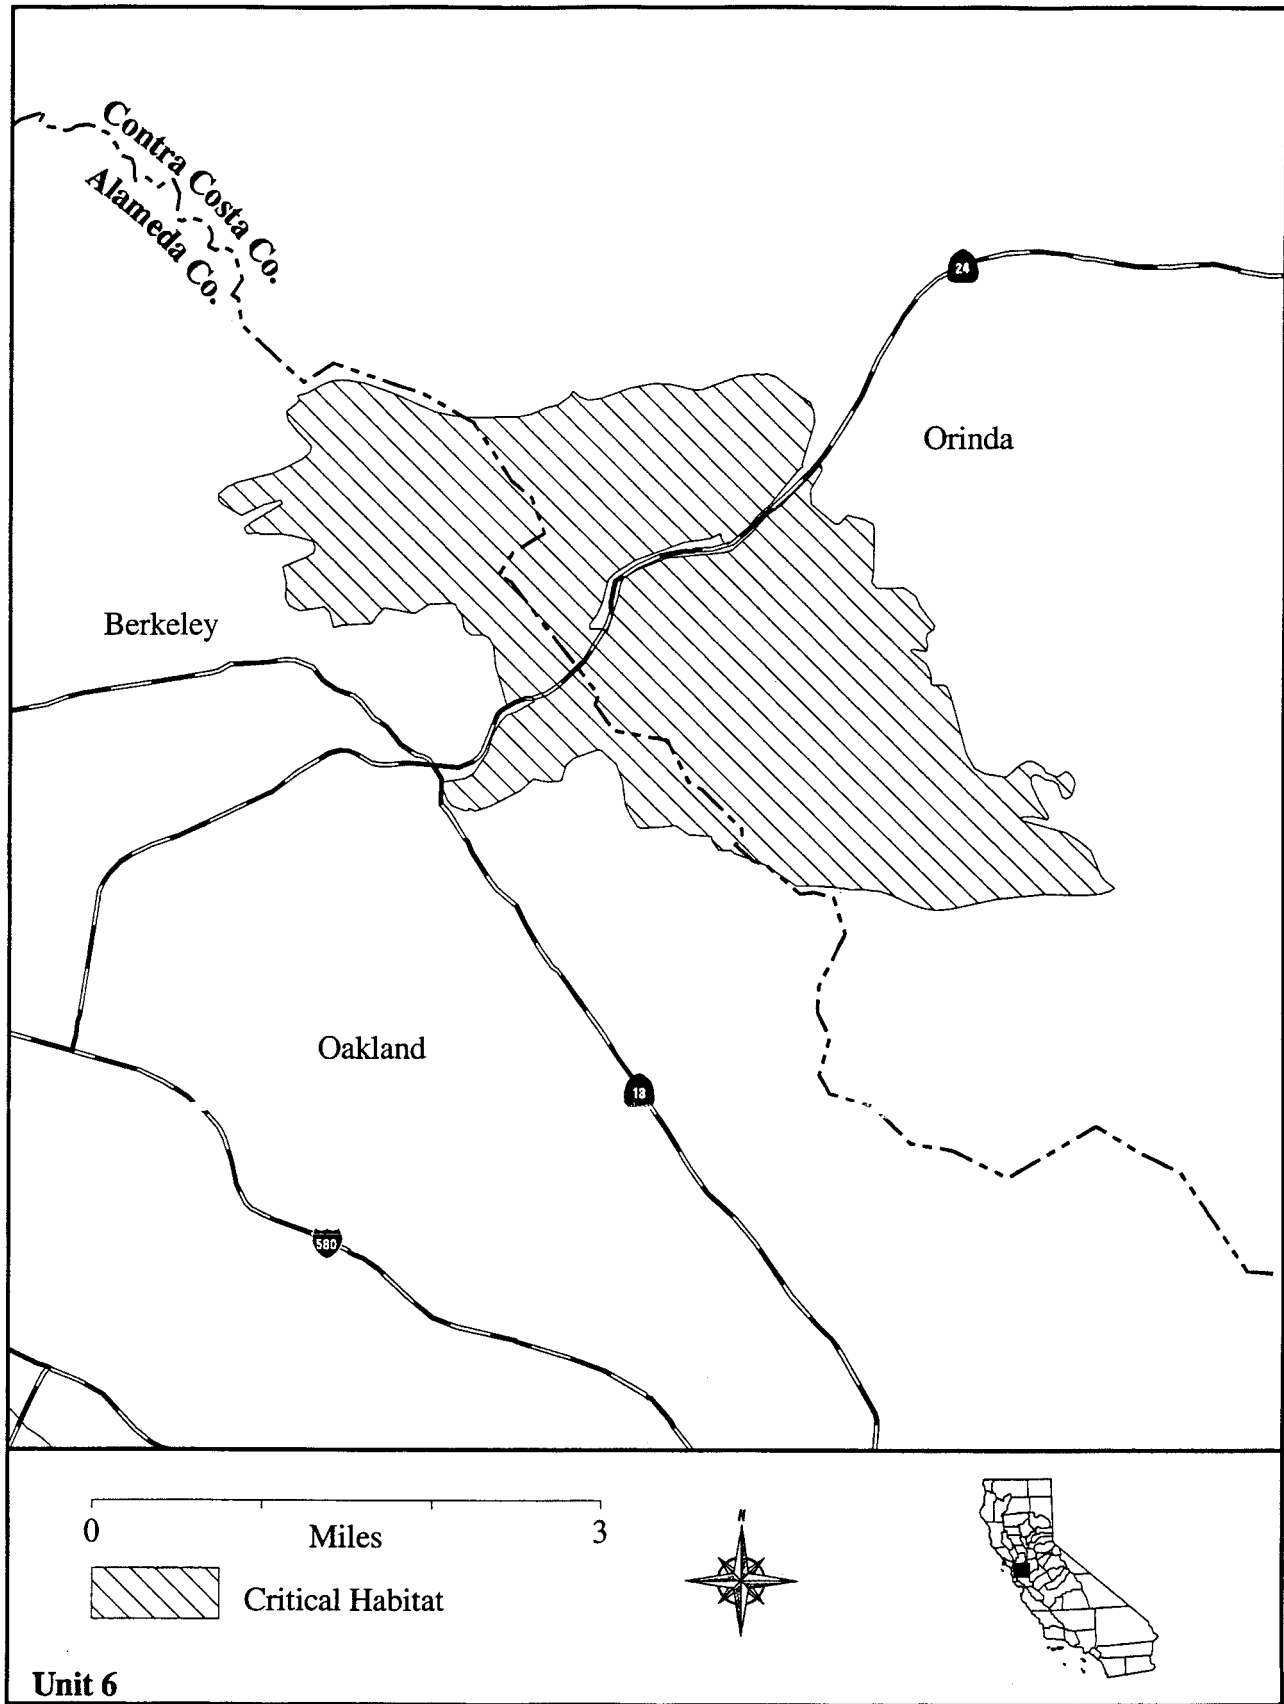 Contra Costa Co.
Alameda Co.
24
Orinda
Berkeley
Oakland
13
580
0
3
Miles
N
Critical Habitat
Unit 6